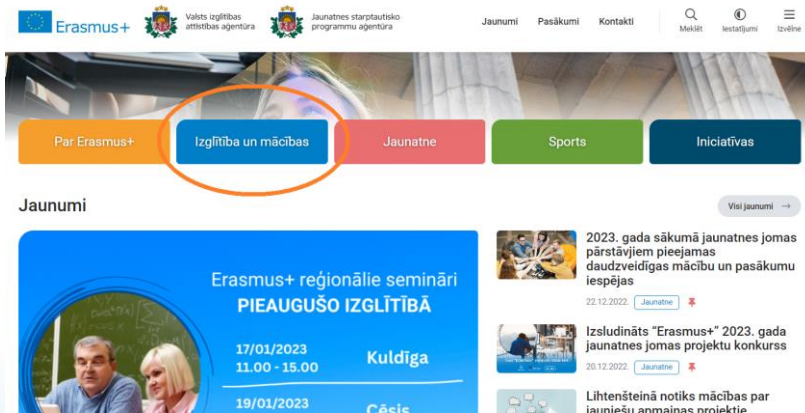 Erasmus+
Valsts izglītības
attīstības aģentūra
Jaunatnes starptautisko
programmu aģentūra
Jaunumi
Pasākumi
Kontakti
Meklēt
Iestatījumi
Izvēlne
Par Erasmus+
Izglītība un mācības
Jaunatne
Sports
Iniciatīvas
Jaunumi
Visi jaunumi →
Erasmus+ reģionālie semināri
PIEAUGUŠO IZGLĪTĪBĀ
17/01/2023
11.00 - 15.00
Kuldīga
19/01/2023
Cēsis
2023. gada sākumā jaunatnes jomas
pārstāvjiem pieejamas
daudzveidīgas mācību un pasākumu
iespējas
22.12.2022.
Jaunatne
Izsludināts “Erasmus+” 2023. gada
jaunatnes jomas projektu konkurss
20.12.2022.
Jaunatne
Lihtenšteinā notiks mācības par
jauniešu apmaiņas projektie